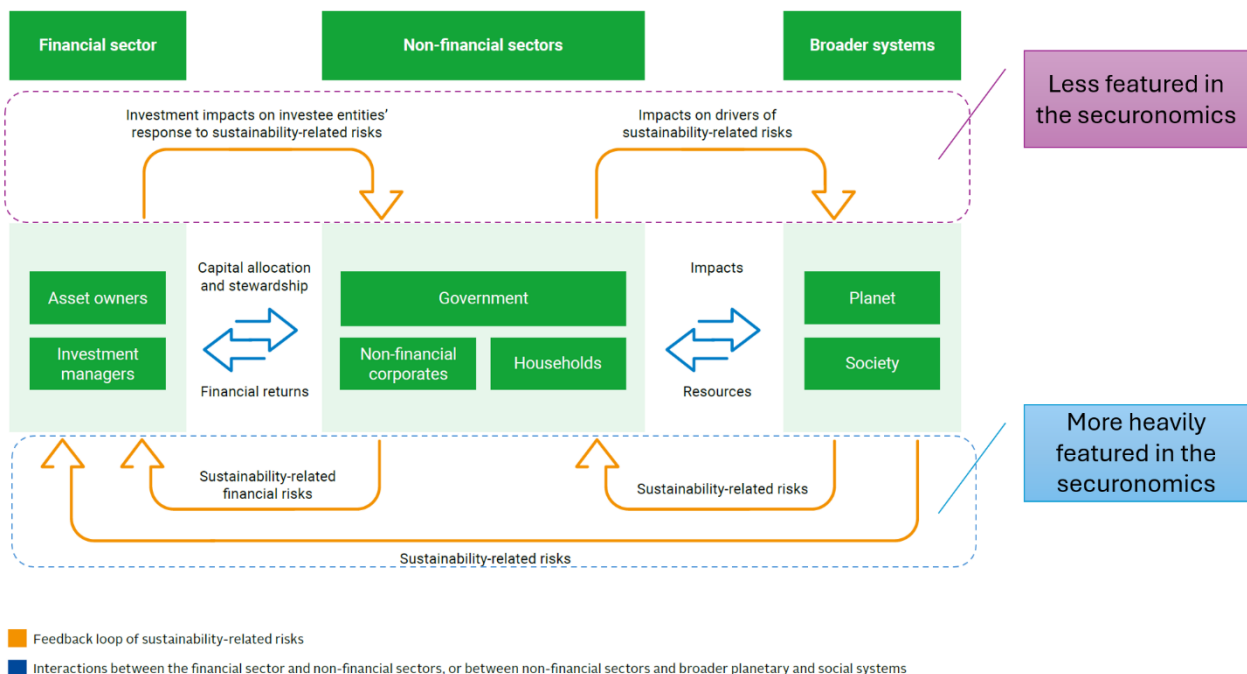 Financial sector
Non-financial sectors
Broader systems
Less featured in
the securonomics
Investment impacts on investee entities'
response to sustainability-related risks
Impacts on drivers of
sustainability-related risks
Asset owners
Investment
managers
Capital allocation
and stewardship
Financial returns
Government
Non-financial
corporates
Households
Impacts
Resources
Planet
Society
More heavily
featured in the
securonomics
Sustainability-related
financial risks
Sustainability-related risks
Sustainability-related risks
Feedback loop of sustainability-related risks
Interactions between the financial sector and non-financial sectors, or between non-financial sectors and broader planetary and social systems